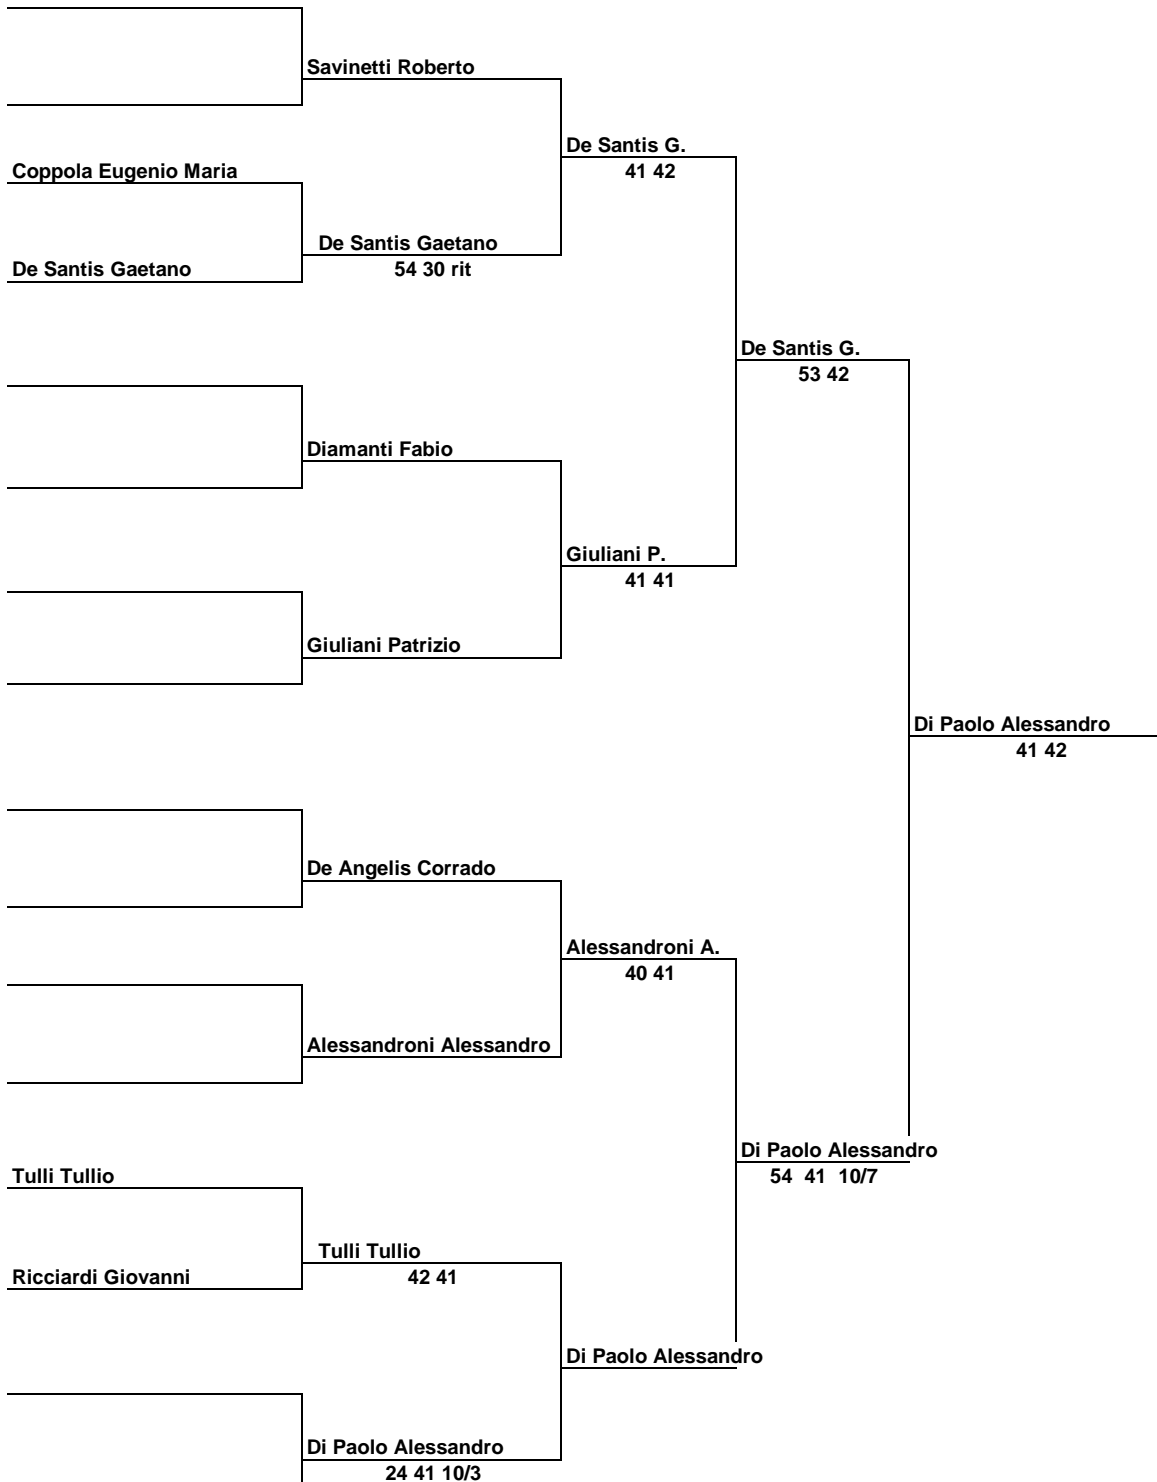 Savinetti Roberto
De Santis G.
41 42
Coppola Eugenio Maria
De Santis Gaetano
54 30 rit
De Santis Gaetano
De Santis G.
53 42
Diamanti Fabio
Giuliani P.
41 41
Giuliani Patrizio
Di Paolo Alessandro
41 42
De Angelis Corrado
Alessandroni A.
40 41
Alessandroni Alessandro
Di Paolo Alessandro
54 41 10/7
Tulli Tullio
Tulli Tullio
42 41
Ricciardi Giovanni
Di Paolo Alessandro
Di Paolo Alessandro
24 41 10/3